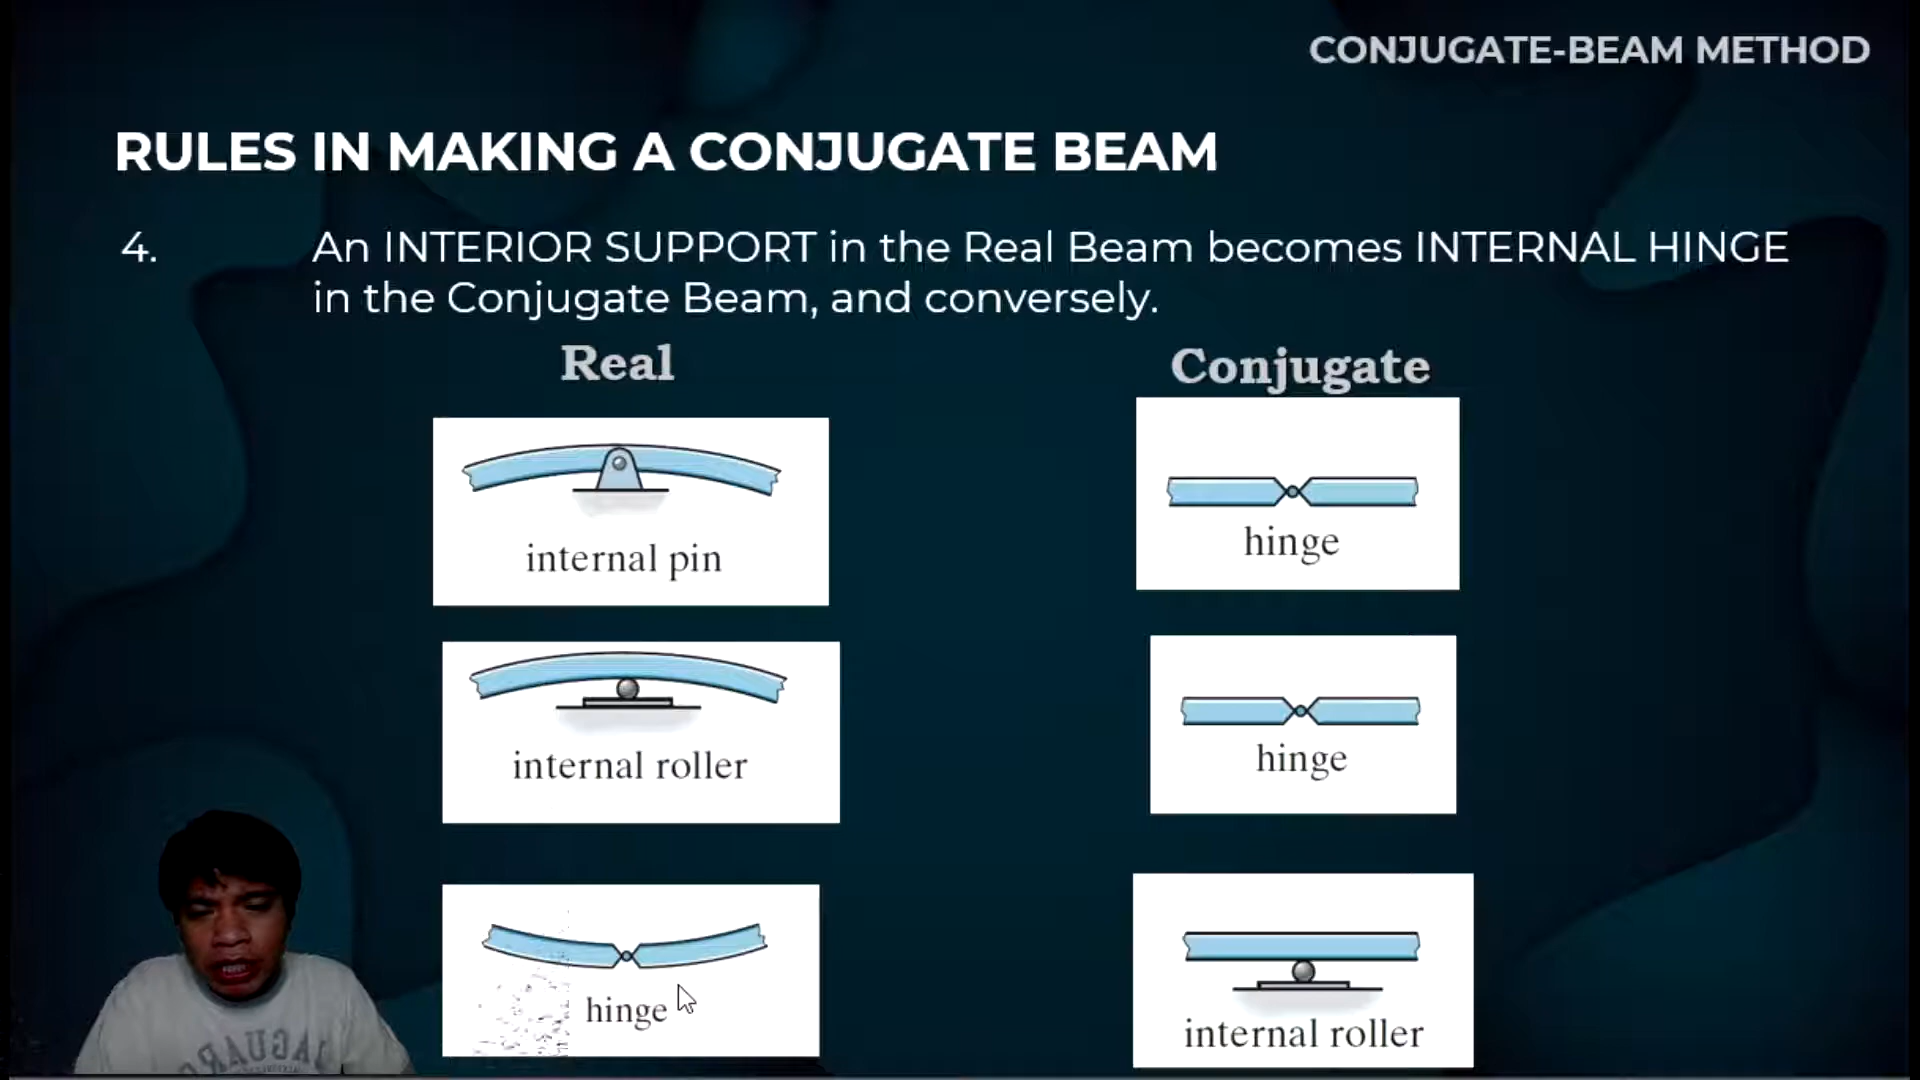 CONJUGATE-BEAM METHOD
RULES IN MAKING A CONJUGATE BEAM
4. An INTERIOR SUPPORT in the Real Beam becomes INTERNAL HINGE
in the Conjugate Beam, and conversely.
Real
Conjugate
internal pin
hinge
internal roller
hinge
hinge
internal roller
JAGUAR